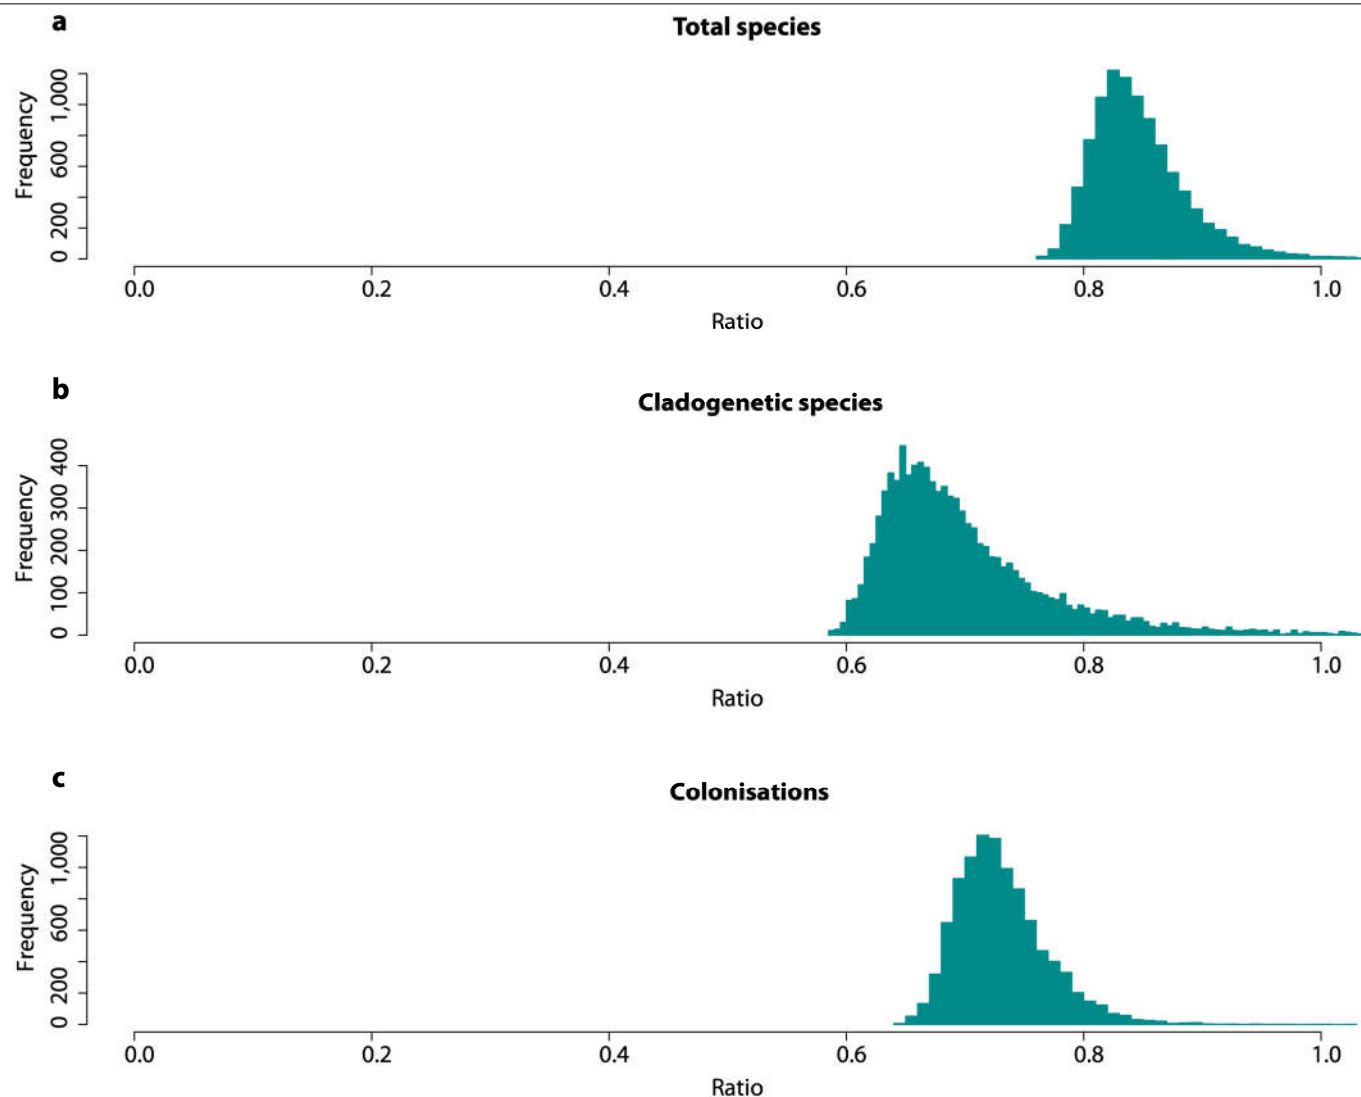 a
Total species
Frequency
0 200 600 1,000
0.0 0.2 0.4 0.6 0.8 1.0
Ratio
b
Cladogenetic species
Frequency
0 100 200 300 400
0.0 0.2 0.4 0.6 0.8 1.0
Ratio
c
Colonisations
Frequency
0 200 600 1,000
0.0 0.2 0.4 0.6 0.8 1.0
Ratio